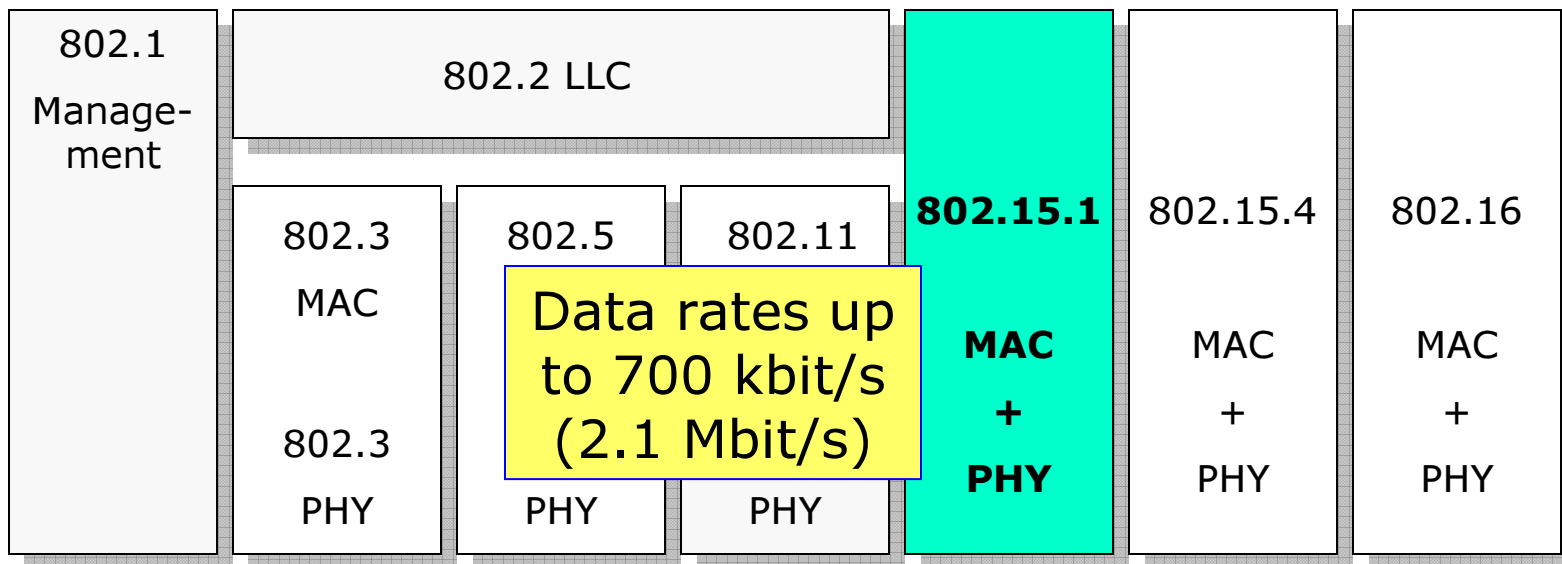 802.1
Manage-
ment
802.2 LLC
802.3
MAC
802.3
PHY
802.5
PHY
802.11
PHY
Data rates up
to 700 kbit/s
(2.1 Mbit/s)
802.15.1
MAC
+
PHY
802.15.4
MAC
+
PHY
802.16
MAC
+
PHY